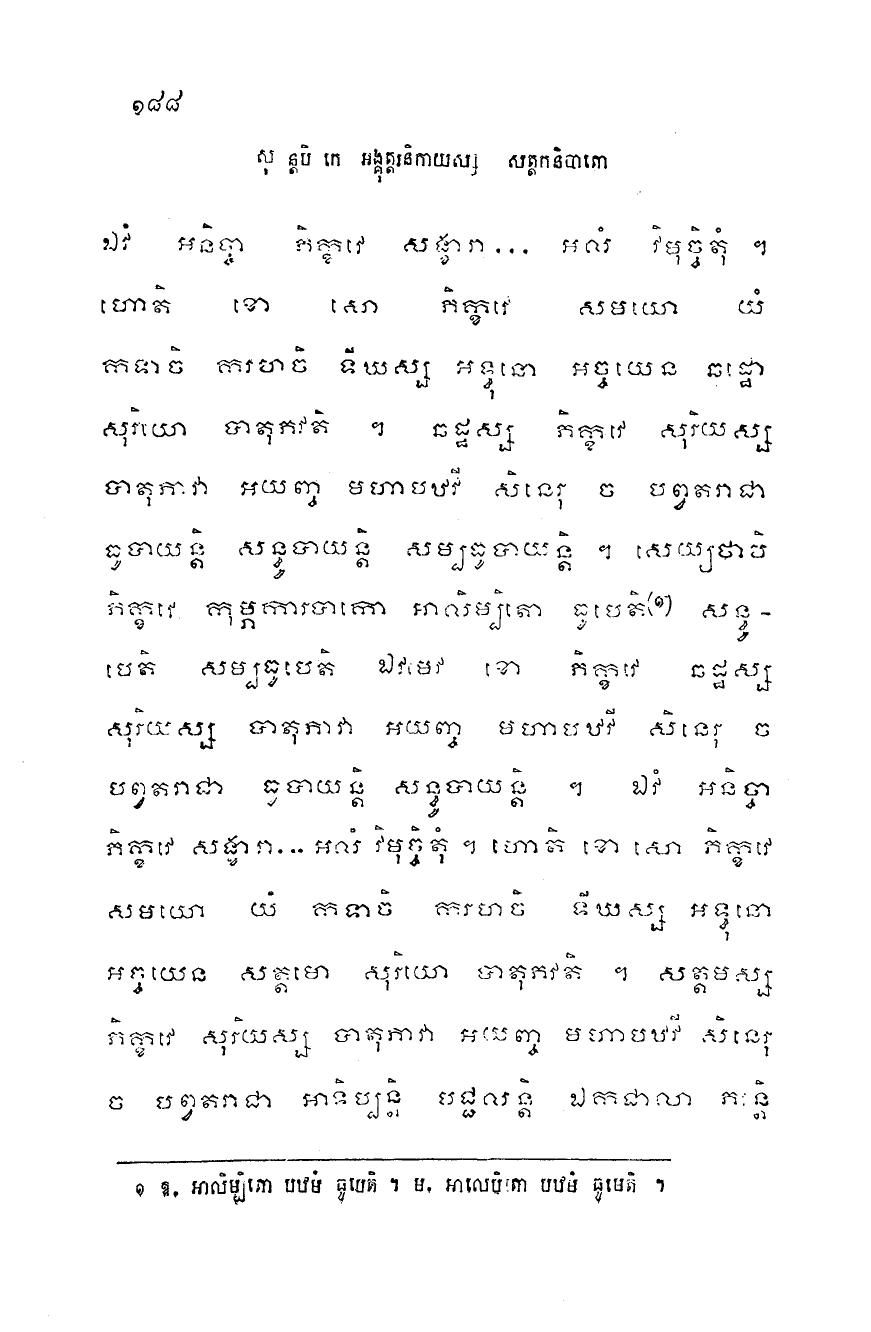 ១៨៨
សុត្តន្តបិដកេ អង្គុត្តរនិកាយស្ស សត្តកនិបាតោ
ឯវំ អនិច្ចា ភិក្ខវេ សង្ខារា... អលំ វិមុច្ចិតុំ ។
ហោតិ ខោ សោ ភិក្ខវេ សមយោ យំ
កទាចិ ករហចិ ទីឃស្ស អទ្ធុនោ អច្ចយេន ឆដ្ឋោ
សុរិយោ បាតុភវតិ ។ ឆដ្ឋស្ស ភិក្ខវេ សុរិយស្ស
បាតុភាវា អយញ្ច មហាបឋវី សិនេរុ ច បព្វតរាជា
ធូបាយន្តិ សន្ធូបាយន្តិ សម្បធូបាយន្តិ ។ សេយ្យថាបិ
ភិក្ខវេ កុម្ភការបាកោ អាលិម្បិតោ ធូបេតិ(១) សន្ធូ-
បេតិ សម្បធូបេតិ ឯវមេវ ខោ ភិក្ខវេ ឆដ្ឋស្ស
សុរិយស្ស បាតុភាវា អយញ្ច មហាបឋវី សិនេរុ ច
បព្វតរាជា ធូបាយន្តិ សន្ធូបាយន្តិ ។ ឯវំ អនិច្ចា
ភិក្ខវេ សង្ខារា... អលំ វិមុច្ចិតុំ ។ ហោតិ ខោ សោ ភិក្ខវេ
សមយោ យំ កទាចិ ករហចិ ទីឃស្ស អទ្ធុនោ
អច្ចយេន សត្តមោ សុរិយោ បាតុភវតិ ។ សត្តមស្ស
ភិក្ខវេ សុរិយស្ស បាតុភាវា អយញ្ច មហាបឋវី សិនេរុ
ច បព្វតរាជា អាទិប្បន្តិ បជ្ជលន្តិ ឯកជាលា ភវន្តិ
១ ឱ. អាលិម្បិតោ បឋមំ ធូបេតិ ។ ម. អាលេបិតោ បឋមំ ធូមេតិ ។